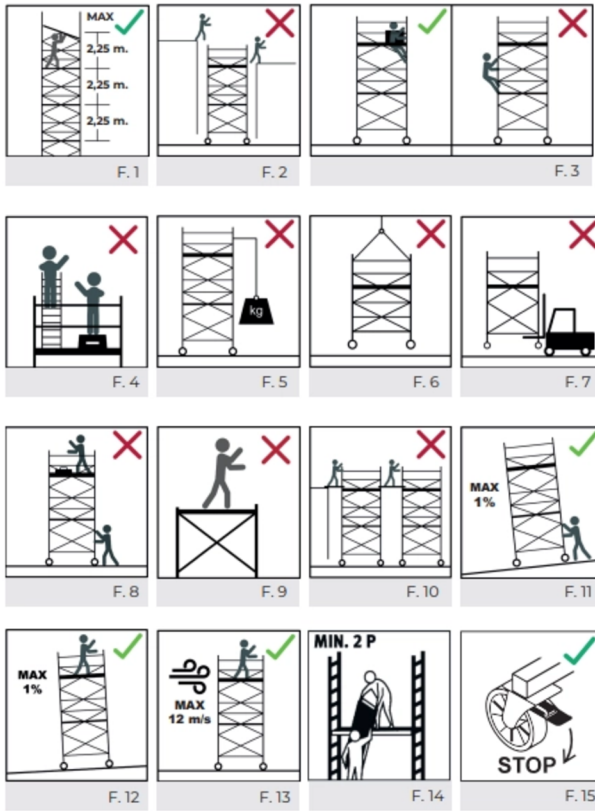 MAX
2,25 m.
2,25 m.
2,25 m.
F. 1
F. 2
F. 3
F. 4
kg
F. 5
F. 6
F. 7
F. 8
F. 9
F. 10
MAX
1%
F. 11
MAX
1%
F. 12
MAX
12 m/s
F. 13
MIN. 2 P
F. 14
STOP
F. 15